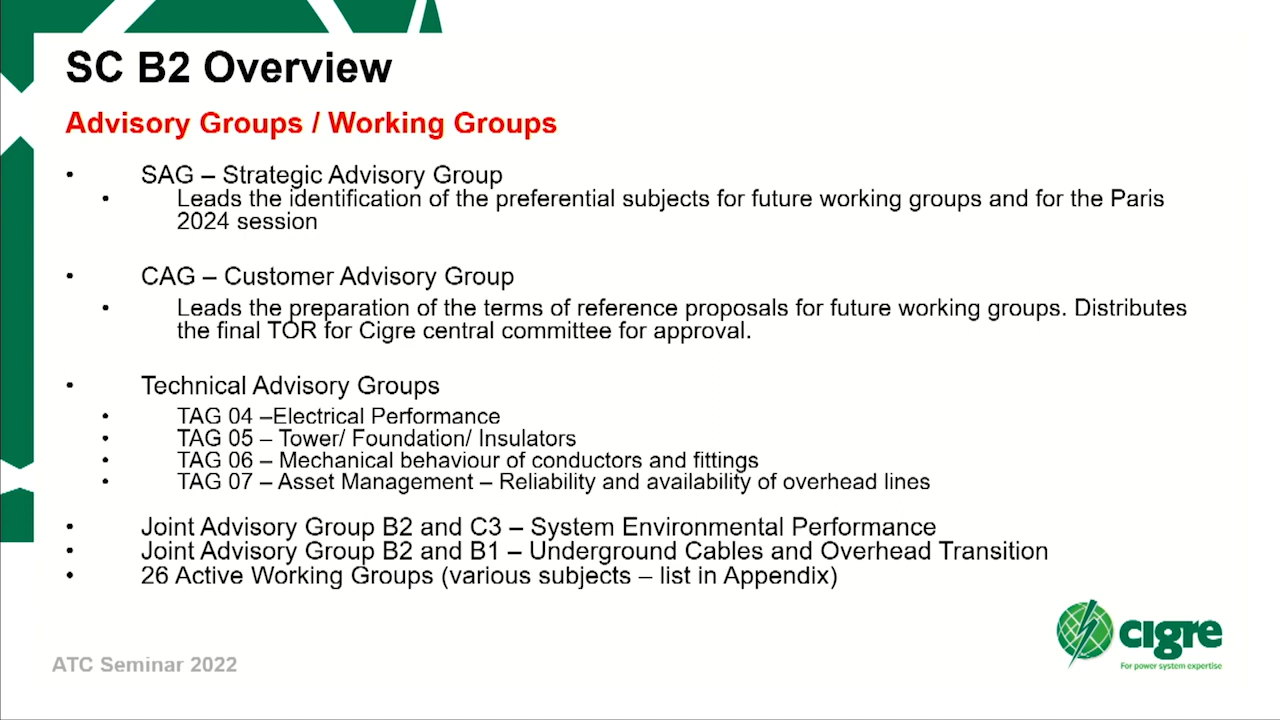 SC B2 Overview
Advisory Groups / Working Groups
• SAG – Strategic Advisory Group
• Leads the identification of the preferential subjects for future working groups and for the Paris
2024 session
• CAG – Customer Advisory Group
• Leads the preparation of the terms of reference proposals for future working groups. Distributes
the final TOR for Cigre central committee for approval.
• Technical Advisory Groups
• TAG 04 –Electrical Performance
• TAG 05 – Tower/ Foundation/ Insulators
• TAG 06 – Mechanical behaviour of conductors and fittings
• TAG 07 – Asset Management – Reliability and availability of overhead lines
• Joint Advisory Group B2 and C3 – System Environmental Performance
• Joint Advisory Group B2 and B1 – Underground Cables and Overhead Transition
• 26 Active Working Groups (various subjects – list in Appendix)
cigre
For power system expertise
ATC Seminar 2022